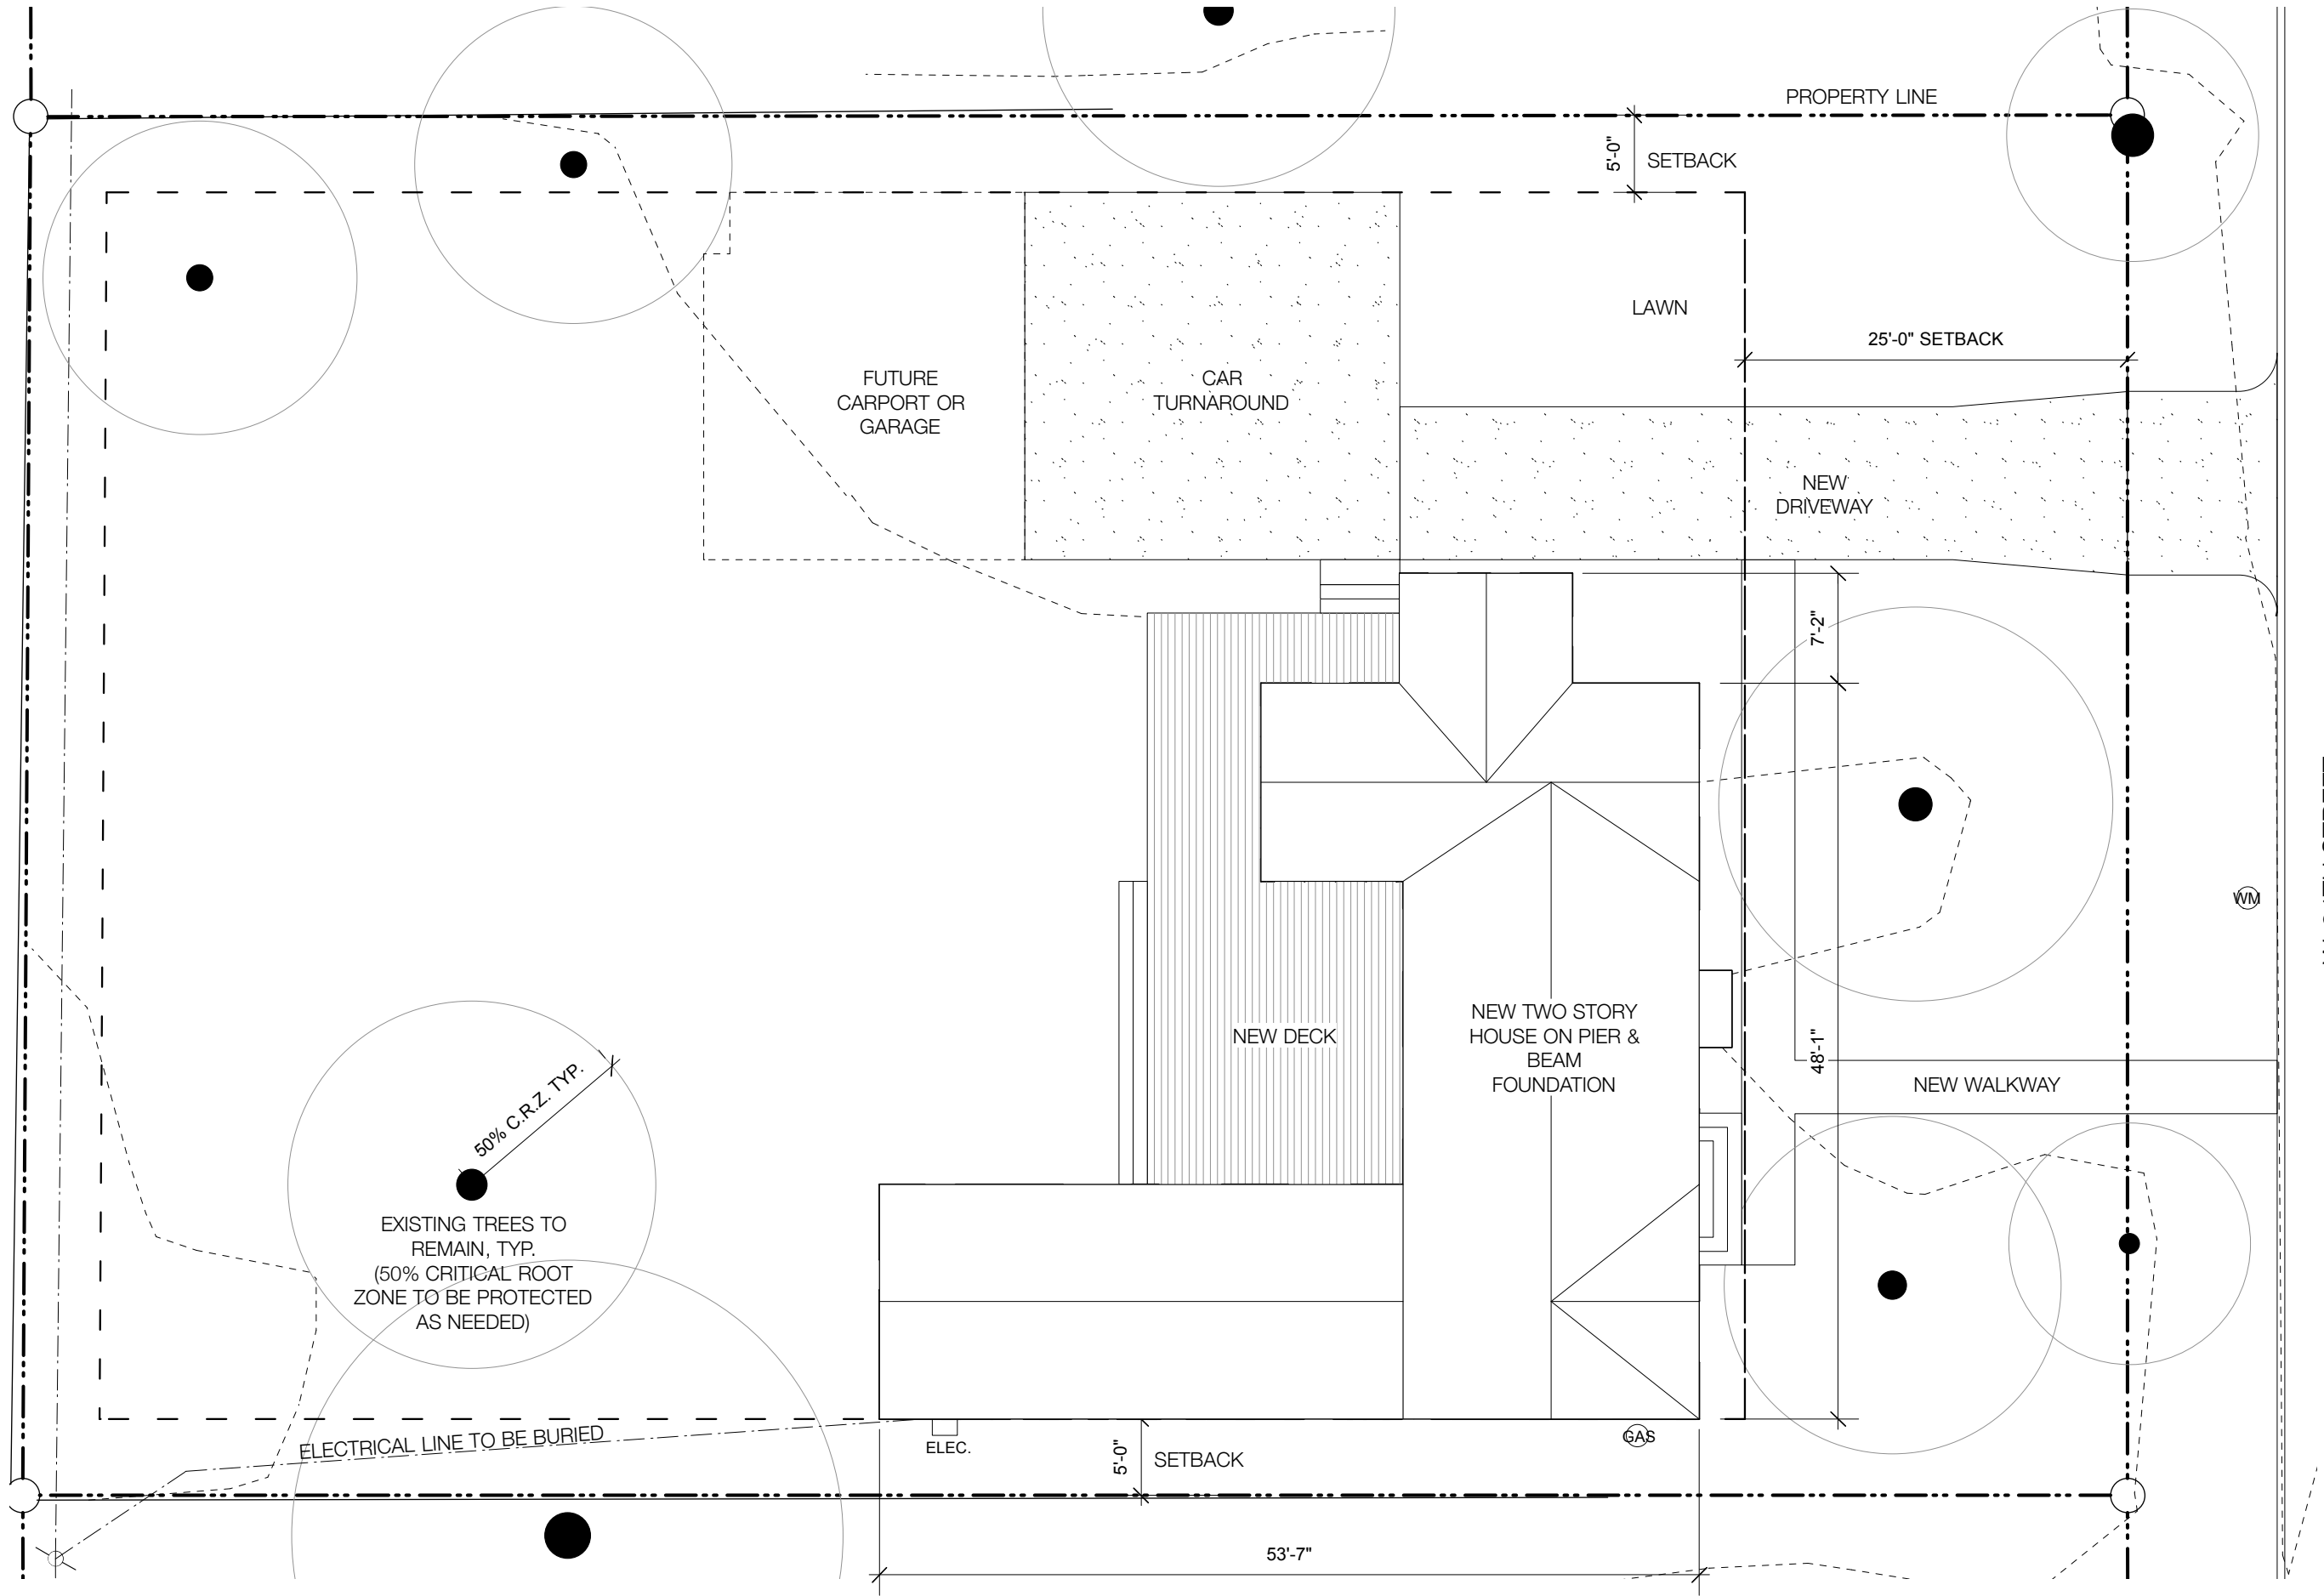 PROPERTY LINE
5'-0"
SETBACK
LAWN
25'-0" SETBACK
FUTURE
CARPORT OR
GARAGE
CAR
TURNAROUND
NEW
DRIVEWAY
7'-2"
WM
NEW TWO STORY
HOUSE ON PIER &
BEAM
FOUNDATION
NEW DECK
48'-1"
NEW WALKWAY
50% C.R.Z. TYP.
EXISTING TREES TO
REMAIN, TYP.
(50% CRITICAL ROOT
ZONE TO BE PROTECTED
AS NEEDED)
ELECTRICAL LINE TO BE BURIED
ELEC.
5'-0"
SETBACK
GAS
53'-7"